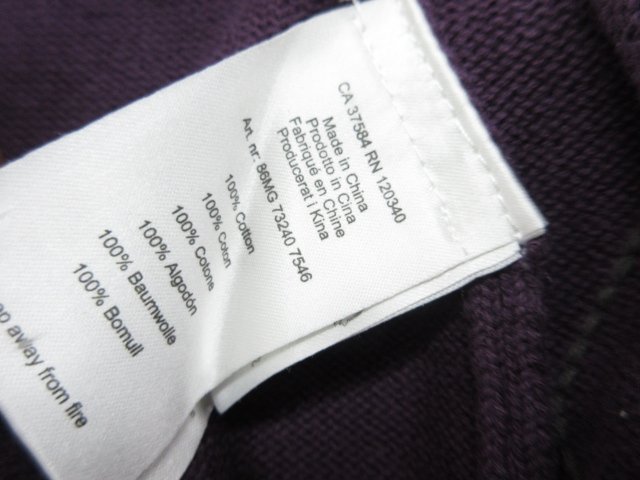 CA 37584 RN 120340
Made in China
Prodotto in Cina
Fabriqué en Chine
Producerat i Kina
Art. nr: 86MG 73240 7546
100% Cotton
100% Coton
100% Cotone
100% Algodón
100% Baumwolle
100% Bomull
away from fire